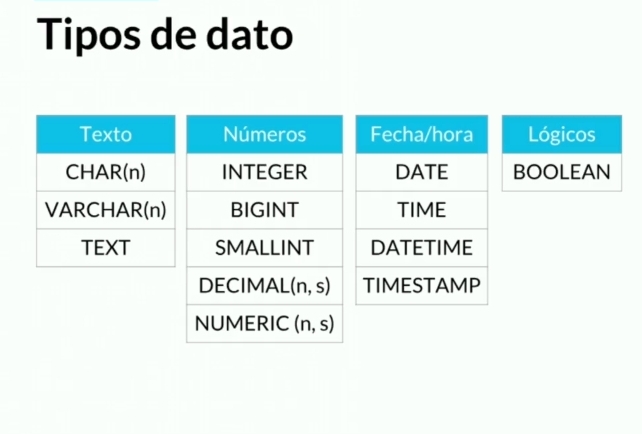 Tipos de dato
Texto
CHAR(n)
VARCHAR(n)
TEXT
Números
INTEGER
BIGINT
SMALLINT
DECIMAL(n, s)
NUMERIC (n, s)
Fecha/hora
DATE
TIME
DATETIME
TIMESTAMP
Lógicos
BOOLEAN